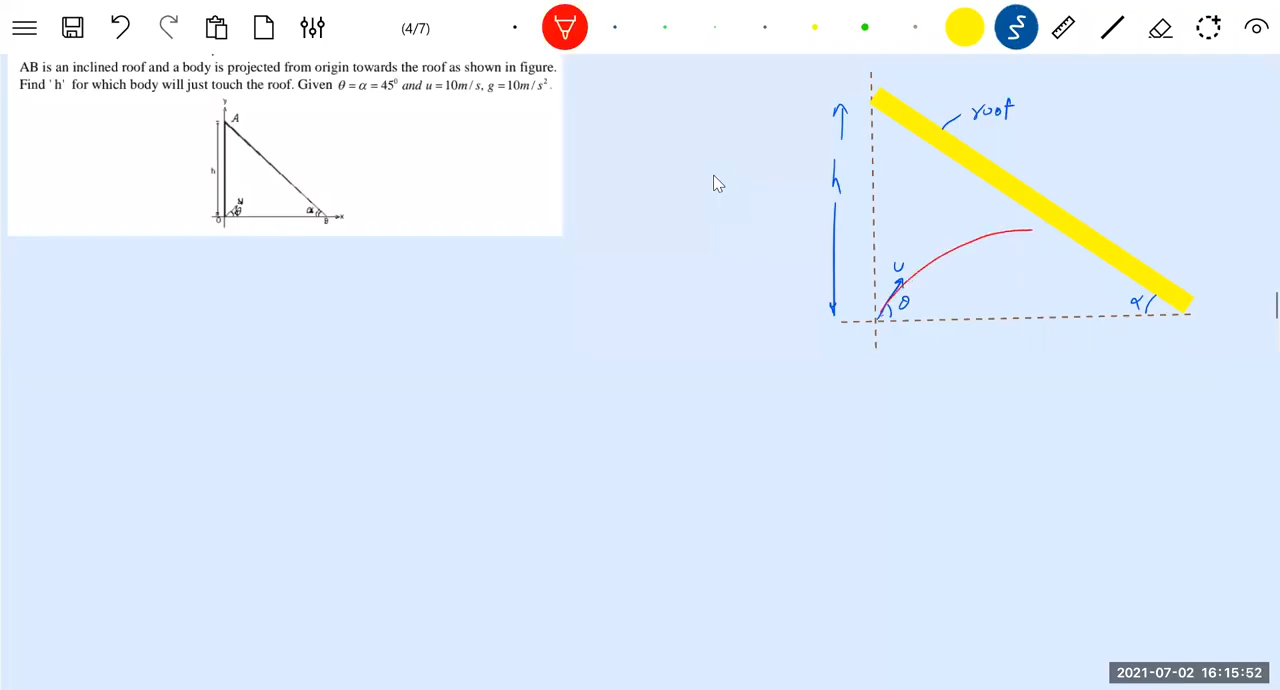 (4/7)
AB is an inclined roof and a body is projected from origin towards the roof as shown in figure.
Find 'h' for which body will just touch the roof. Given θ = α = 45⁰ and u = 10m/s, g = 10m/s².
y
A
h
u
θ
α
O
B
x
roof
h
u
θ
α
2021-07-02 16:15:52